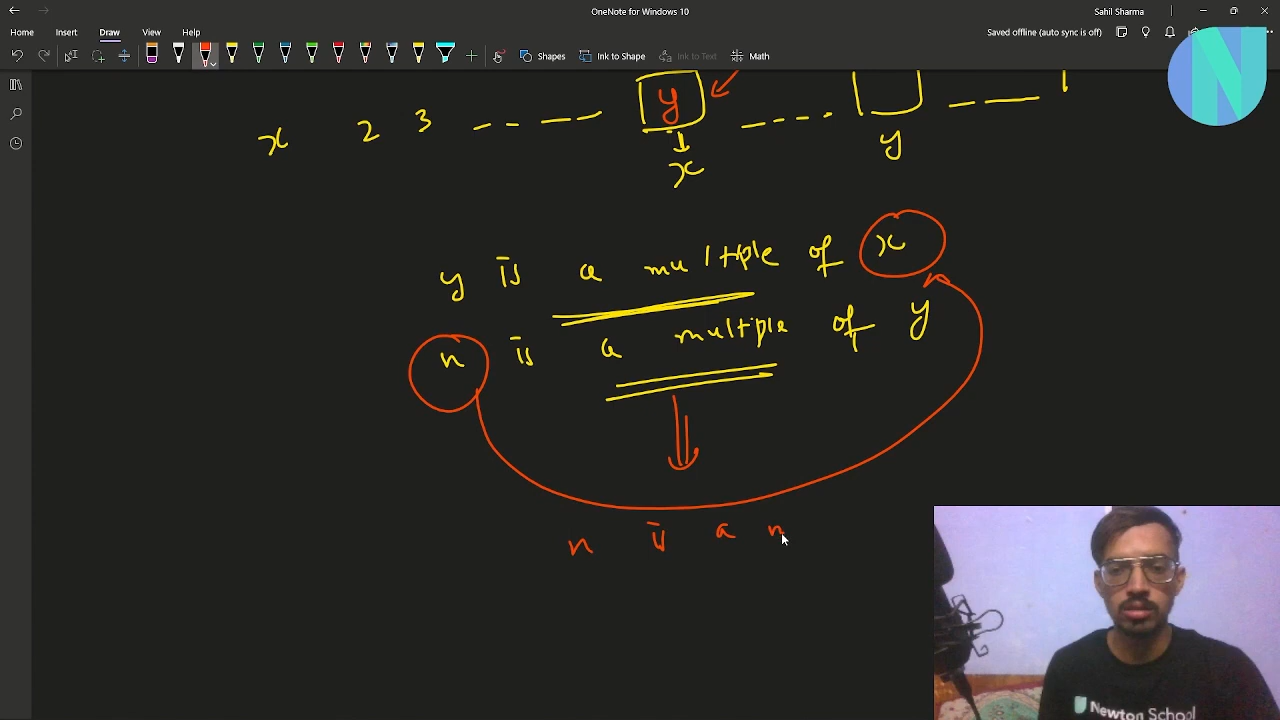 OneNote for Windows 10
Sahil Sharma
Home Insert Draw View Help
Saved offline (auto sync is off)
Shapes Ink to Shape Ink to Text Math
y
x 2 3
x
y
y is a multiple of x
n is a multiple of y
n is a
Newton School